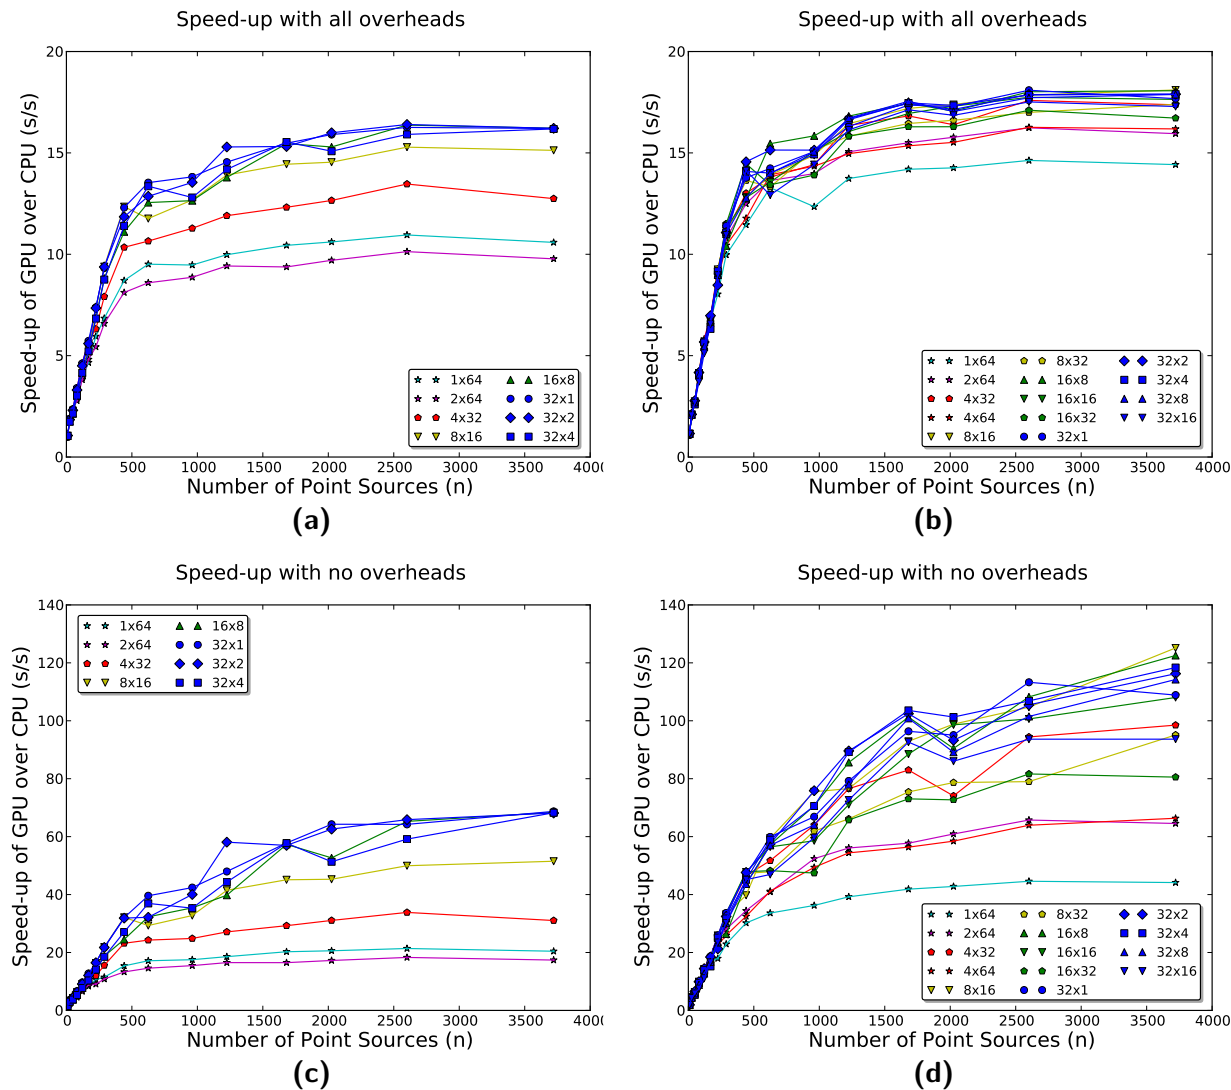 Speed-up with all overheads
Speed-up of GPU over CPU (s/s)
20
15
10
5
0
0 500 1000 1500 2000 2500 3000 3500 4000
Number of Point Sources (n)
1x64 16x8
2x64 32x1
4x32 32x2
8x16 32x4
(a)
Speed-up with all overheads
Speed-up of GPU over CPU (s/s)
20
15
10
5
0
0 500 1000 1500 2000 2500 3000 3500 4000
Number of Point Sources (n)
1x64 8x32 32x2
2x64 16x8 32x4
4x32 16x16 32x8
4x64 16x32 32x16
8x16 32x1
(b)
Speed-up with no overheads
Speed-up of GPU over CPU (s/s)
140
120
100
80
60
40
20
0
0 500 1000 1500 2000 2500 3000 3500 4000
Number of Point Sources (n)
1x64 16x8
2x64 32x1
4x32 32x2
8x16 32x4
(c)
Speed-up with no overheads
Speed-up of GPU over CPU (s/s)
140
120
100
80
60
40
20
0
0 500 1000 1500 2000 2500 3000 3500 4000
Number of Point Sources (n)
1x64 8x32 32x2
2x64 16x8 32x4
4x32 16x16 32x8
4x64 16x32 32x16
8x16 32x1
(d)